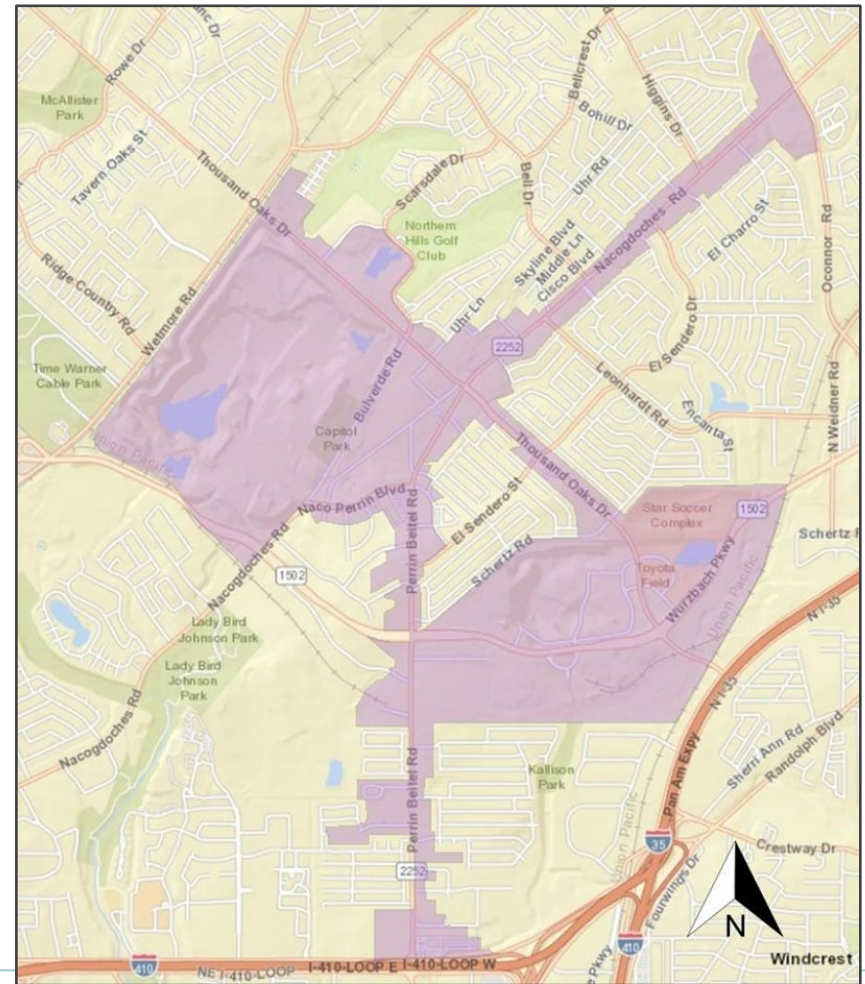 Rowe Dr
McAllister
Park
Tavern Oaks St
Bellcrest Dr
Higgins Dr
Bohill Dr
Thousand Oaks Dr
Scarsdale Dr
Bell Dr
Uhr Rd
Nacogdoches Rd
El Charro St
Oconnor Rd
Northern
Hills Golf
Club
Skyline Blvd
Middle Ln
Cisco Blvd
Ridge Country Rd
Wetmore Rd
Uhr Ln
2252
El Sendero Dr
Time Warner
Cable Park
Bulverde Rd
Leonhardt Rd
Encanta St
N Weidner Rd
Union Pacific
Capitol
Park
Thousand Oaks Dr
Naco Perrin Blvd
El Sendero St
Perrin Beitel Rd
Star Soccer
Complex
1502
Schertz Rd
Schertz
Nacogdoches Rd
1502
Toyota
Field
Wurzbach Pkwy
Union Pacific
N I-35
Lady Bird
Johnson Park
Lady Bird
Johnson
Park
Nacogdoches Rd
N I-35
Sherri Ann Rd
Randolph Blvd
Kallison
Park
Perrin Beitel Rd
Pan Am Expy
Union Pacific
35
Crestway Dr
2252
Fourwings Dr
N
410
Windcrest
410
NE I-410-LOOP
I-410-LOOP E
I-410-LOOP W
Pkwy